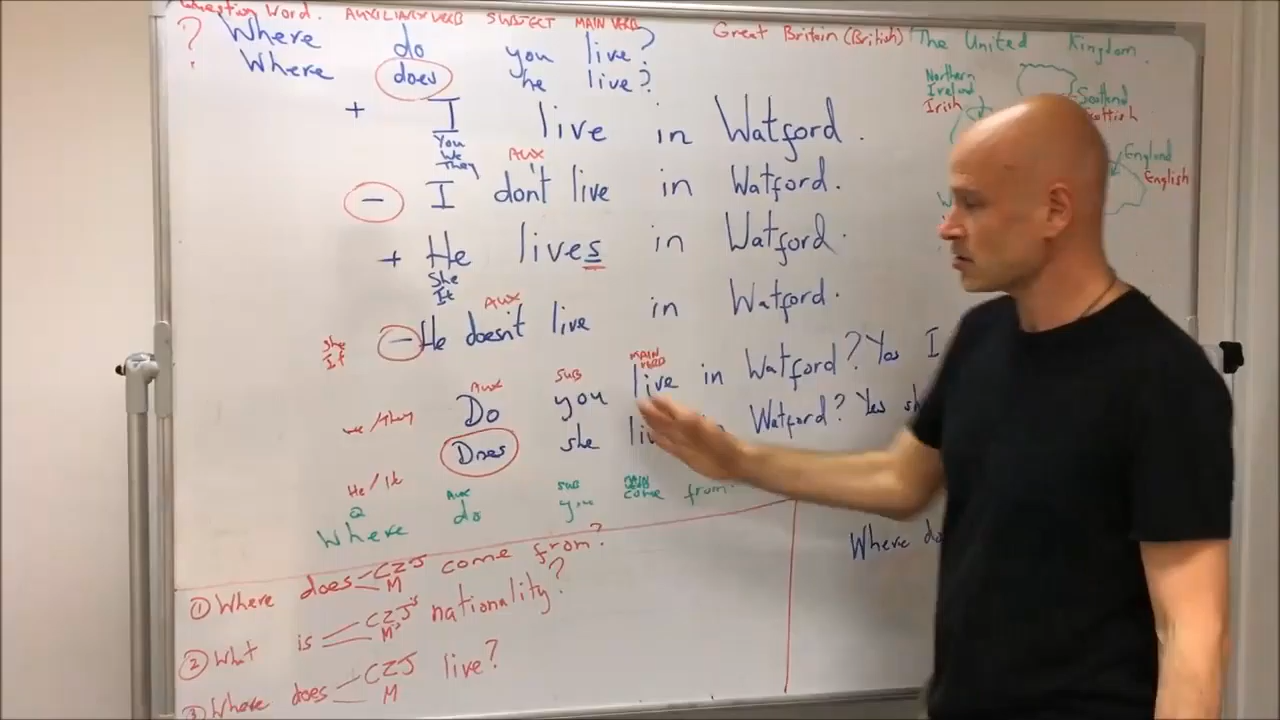 Question Word. AUXILIARY VERB SUBJECT MAIN VERB
Great Britain (British) The United Kingdom.
? Where do you live?
Where does he live?
Northern Ireland
Irish
Scotland
Scottish
England
English
+ I live in Watford.
You
We
They
AUX
- I don't live in Watford.
+ He lives in Watford.
She
It
AUX
She
It
- He doesn't live in Watford.
AUX SUB MAIN VERB
we/They
Do you live in Watford? Yes I
Does she in Watford? Yes
He/It
Q AUX SUB
Where do you come from?
Where
① Where does CZJ come from?
M
② What is CZJ's nationality?
M's
③ Where does CZJ live?
M